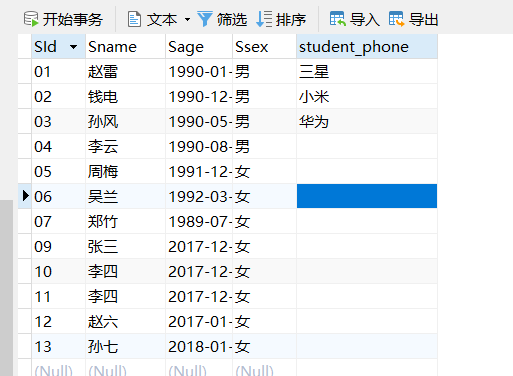 开始事务 文本 筛选 排序 导入 导出
SId Sname Sage Ssex student_phone
01 赵雷 1990-01- 男 三星
02 钱电 1990-12- 男 小米
03 孙风 1990-05- 男 华为
04 李云 1990-08- 男
05 周梅 1991-12- 女
06 吴兰 1992-03- 女
07 郑竹 1989-07- 女
09 张三 2017-12- 女
10 李四 2017-12- 女
11 李四 2017-12- 女
12 赵六 2017-01- 女
13 孙七 2018-01- 女
(Null) (Null) (Null) (Null)